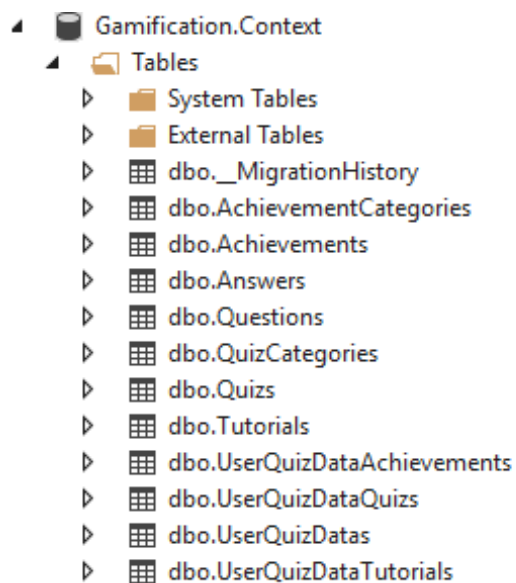 Gamification.Context
Tables
System Tables
External Tables
dbo.__MigrationHistory
dbo.AchievementCategories
dbo.Achievements
dbo.Answers
dbo.Questions
dbo.QuizCategories
dbo.Quizs
dbo.Tutorials
dbo.UserQuizDataAchievements
dbo.UserQuizDataQuizs
dbo.UserQuizDatas
dbo.UserQuizDataTutorials